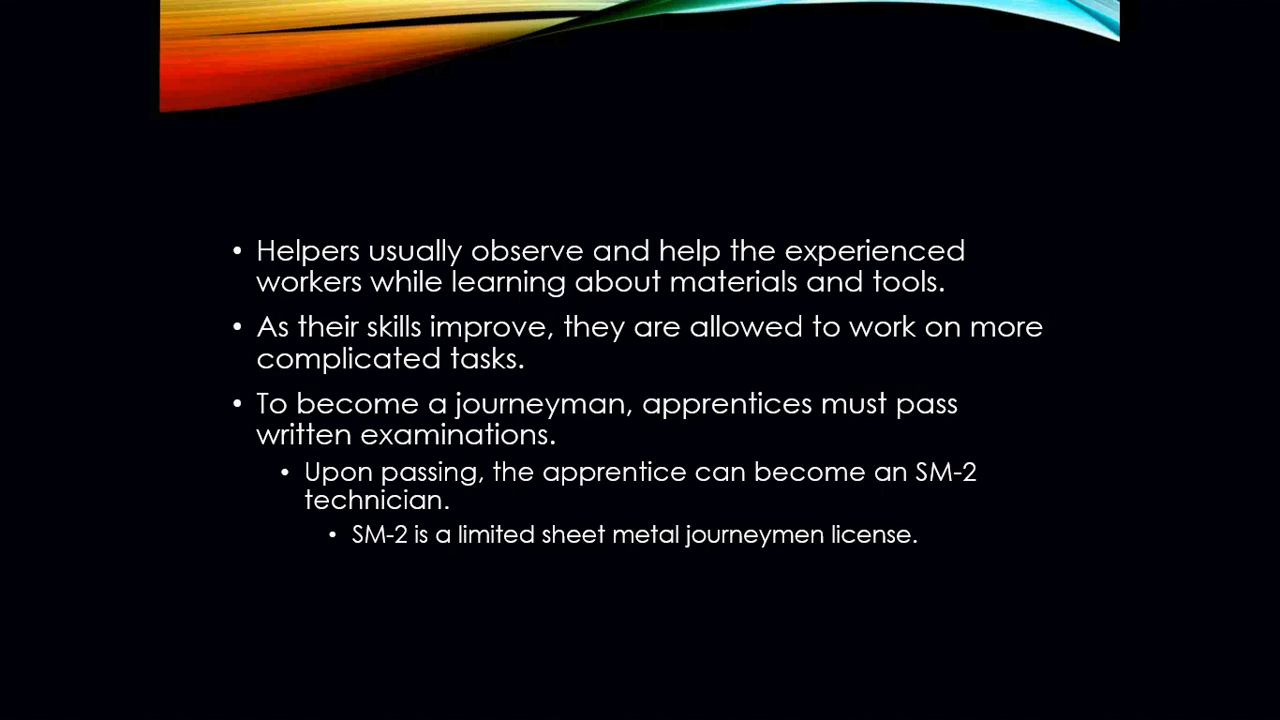 • Helpers usually observe and help the experienced
workers while learning about materials and tools.
• As their skills improve, they are allowed to work on more
complicated tasks.
• To become a journeyman, apprentices must pass
written examinations.
• Upon passing, the apprentice can become an SM-2
technician.
• SM-2 is a limited sheet metal journeymen license.